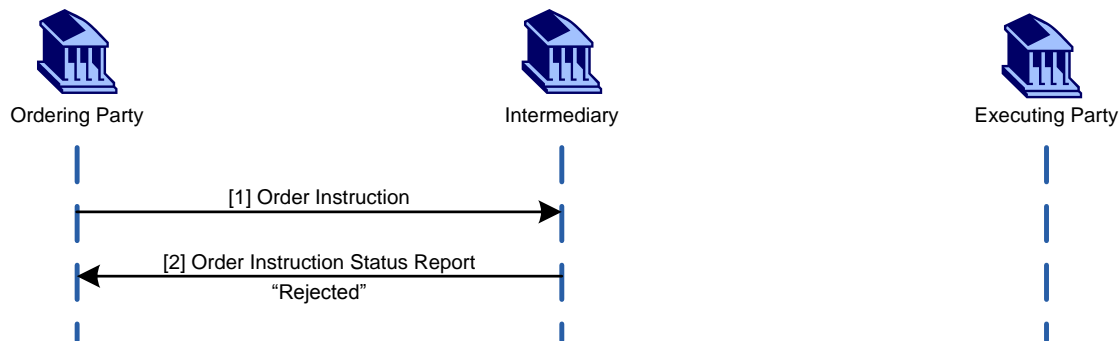 Ordering Party
Intermediary
Executing Party
[1] Order Instruction
[2] Order Instruction Status Report
“Rejected”